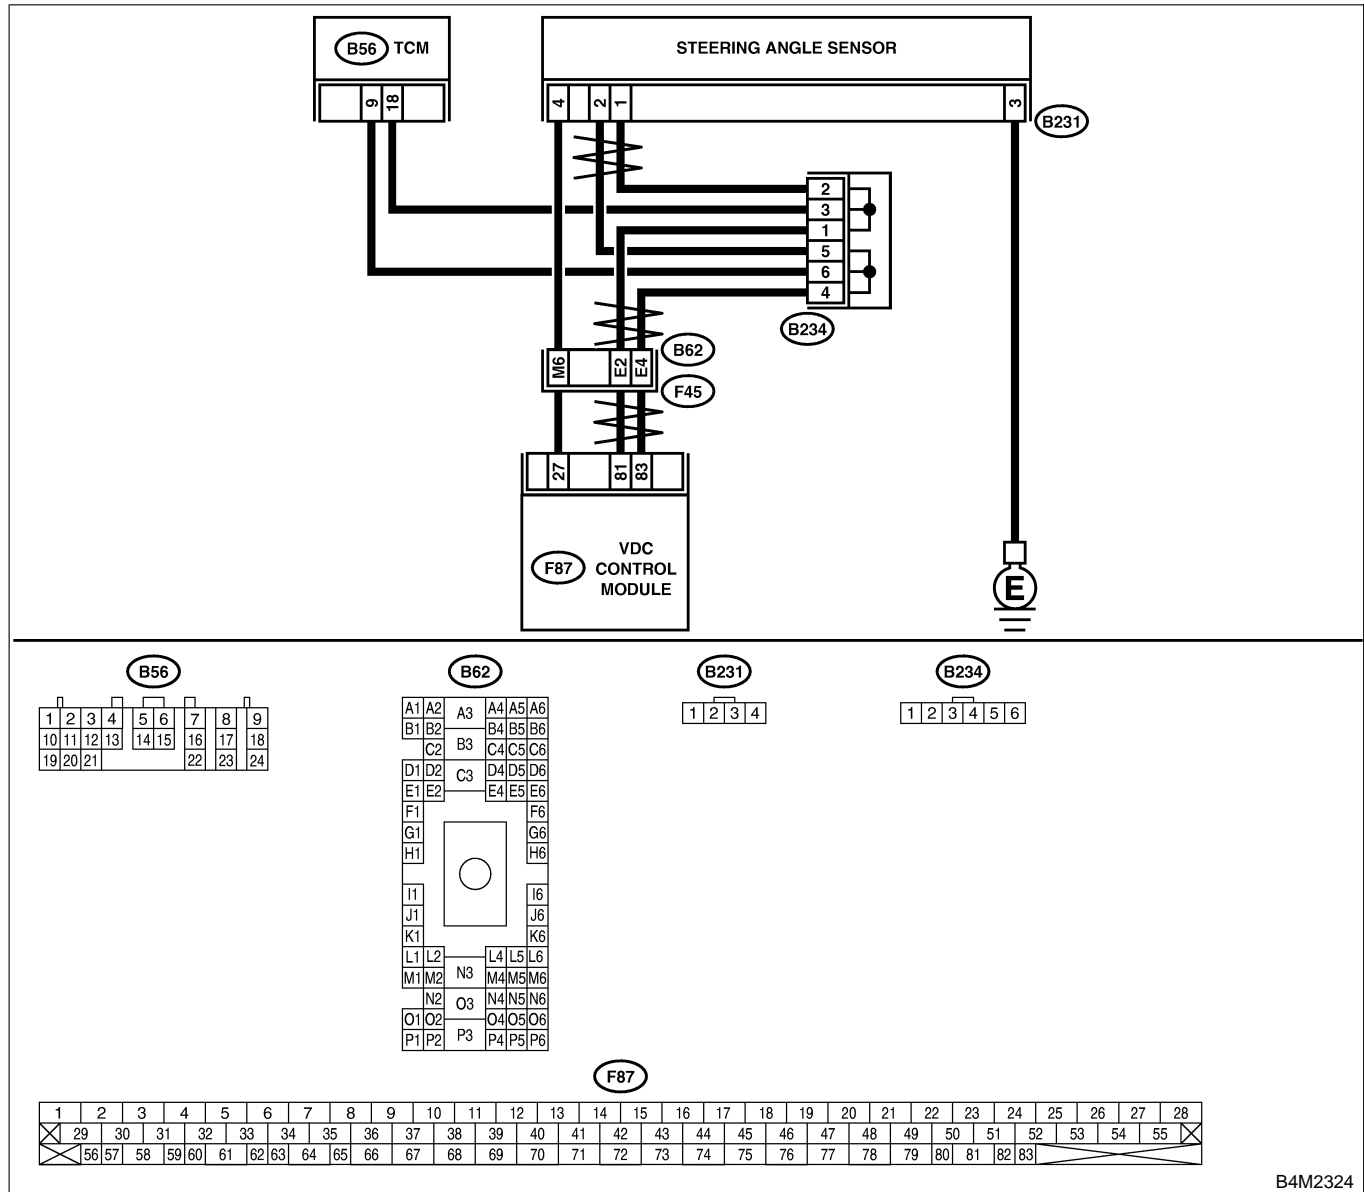 B56 TCM
STEERING ANGLE SENSOR
9 18
4 2 1 3
B231
2
3
1
5
6
4
B234
B62
M6 E2 E4
F45
27 81 83
F87
VDC
CONTROL
MODULE
E
B56
1 2 3 4 5 6 7 8 9
10 11 12 13 14 15 16 17 18
19 20 21 22 23 24
B62
A1 A2 A3 A4 A5 A6
B1 B2 B4 B5 B6
C2 B3 C4 C5 C6
D1 D2 C3 D4 D5 D6
E1 E2 E4 E5 E6
F1 F6
G1 G6
H1 H6
I1 I6
J1 J6
K1 K6
L1 L2 L4 L5 L6
M1 M2 N3 M4 M5 M6
N2 O3 N4 N5 N6
O1 O2 O4 O5 O6
P1 P2 P3 P4 P5 P6
B231
1 2 3 4
B234
1 2 3 4 5 6
F87
1 2 3 4 5 6 7 8 9 10 11 12 13 14 15 16 17 18 19 20 21 22 23 24 25 26 27 28
29 30 31 32 33 34 35 36 37 38 39 40 41 42 43 44 45 46 47 48 49 50 51 52 53 54 55
56 57 58 59 60 61 62 63 64 65 66 67 68 69 70 71 72 73 74 75 76 77 78 79 80 81 82 83
B4M2324